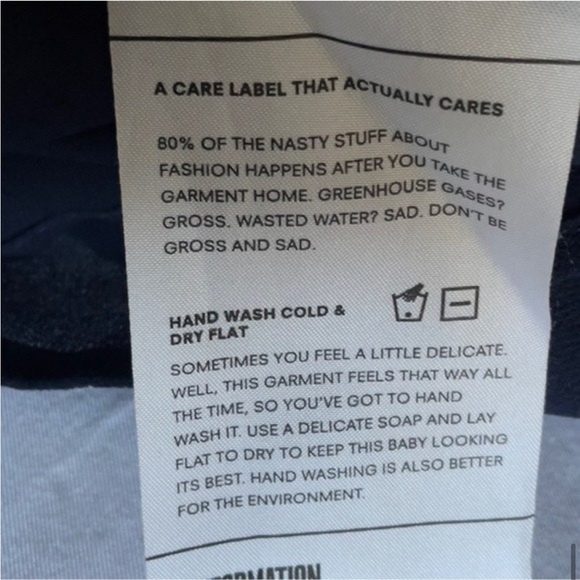 A CARE LABEL THAT ACTUALLY CARES
80% OF THE NASTY STUFF ABOUT
FASHION HAPPENS AFTER YOU TAKE THE
GARMENT HOME. GREENHOUSE GASES?
GROSS. WASTED WATER? SAD. DON'T BE
GROSS AND SAD.
HAND WASH COLD &
DRY FLAT
SOMETIMES YOU FEEL A LITTLE DELICATE.
WELL, THIS GARMENT FEELS THAT WAY ALL
THE TIME, SO YOU'VE GOT TO HAND
WASH IT. USE A DELICATE SOAP AND LAY
FLAT TO DRY TO KEEP THIS BABY LOOKING
ITS BEST. HAND WASHING IS ALSO BETTER
FOR THE ENVIRONMENT.